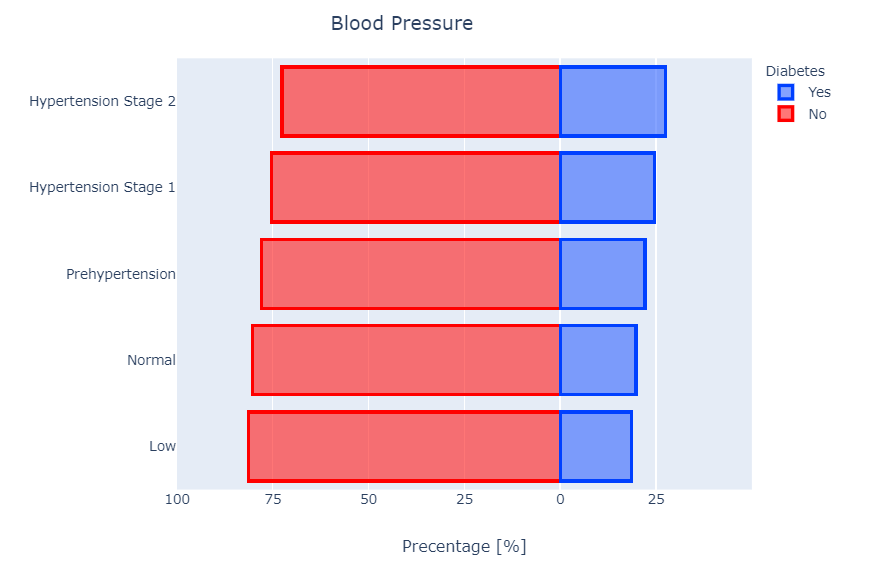 Blood Pressure
Diabetes
Yes
No
Hypertension Stage 2
Hypertension Stage 1
Prehypertension
Normal
Low
100 75 50 25 0 25
Precentage [%]